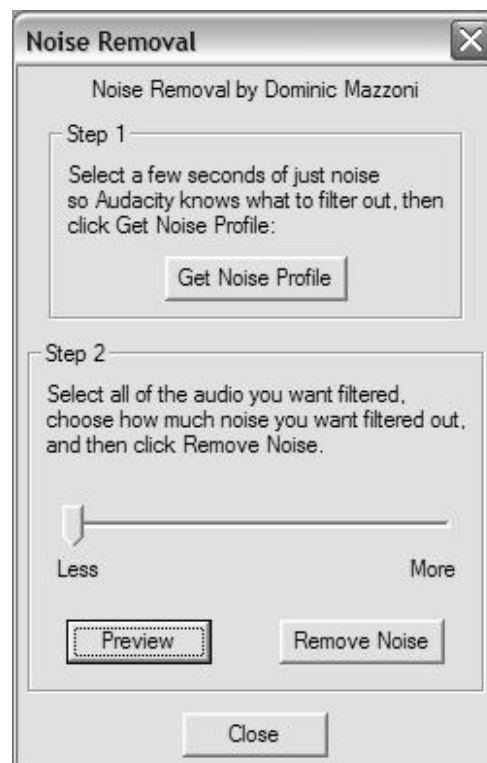 Noise Removal
Noise Removal by Dominic Mazzoni
Step 1
Select a few seconds of just noise
so Audacity knows what to filter out, then
click Get Noise Profile:
Get Noise Profile
Step 2
Select all of the audio you want filtered,
choose how much noise you want filtered out,
and then click Remove Noise.
Less More
Preview Remove Noise
Close